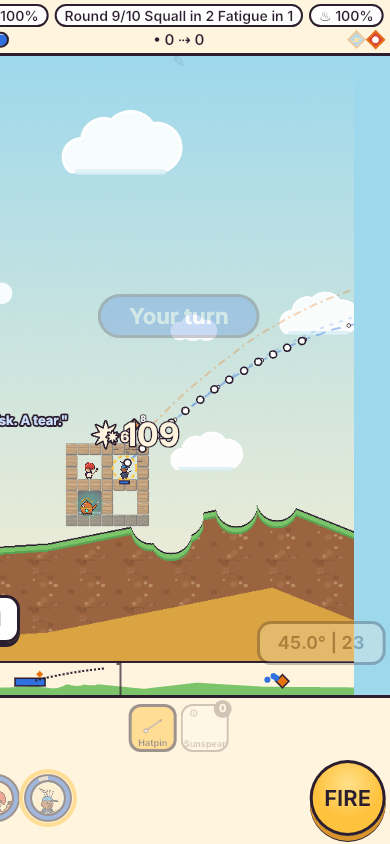 100%
Round 9/10 Squall in 2 Fatigue in 1
100%
• 0 ⇢ 0
Your turn
sk. A tear."
109
45.0° | 23
Hatpin
0
Sunspear
FIRE